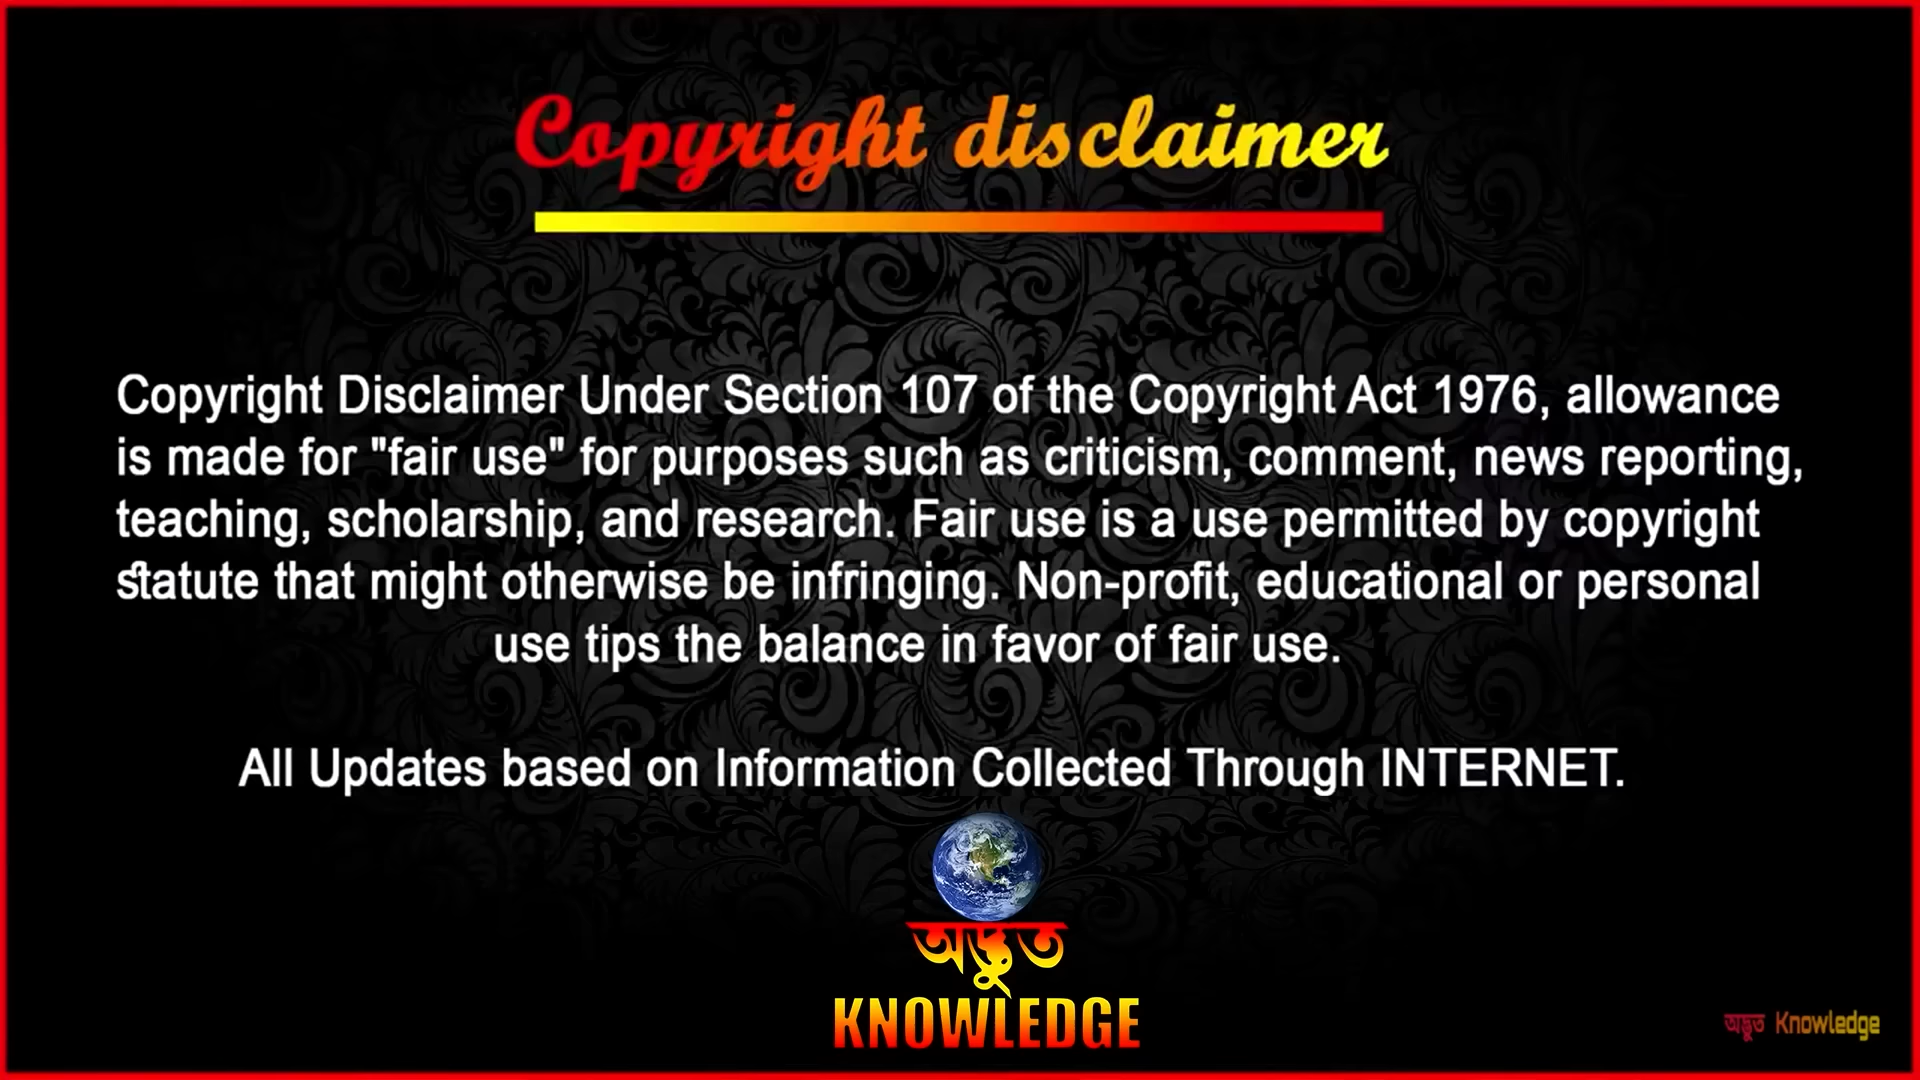 Copyright disclaimer
Copyright Disclaimer Under Section 107 of the Copyright Act 1976, allowance
is made for "fair use" for purposes such as criticism, comment, news reporting,
teaching, scholarship, and research. Fair use is a use permitted by copyright
statute that might otherwise be infringing. Non-profit, educational or personal
use tips the balance in favor of fair use.
All Updates based on Information Collected Through INTERNET.
অদ্ভুত
KNOWLEDGE
অদ্ভুত Knowledge